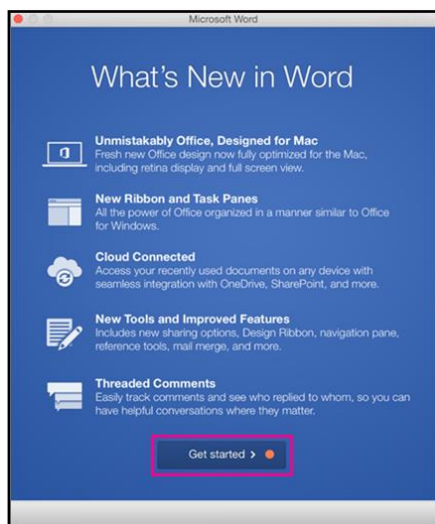 Microsoft Word
What's New in Word
Unmistakably Office, Designed for Mac
Fresh new Office design now fully optimized for the Mac,
including retina display and full screen view.
New Ribbon and Task Panes
All the power of Office organized in a manner similar to Office
for Windows.
Cloud Connected
Access your recently used documents on any device with
seamless integration with OneDrive, SharePoint, and more.
New Tools and Improved Features
Includes new sharing options, Design Ribbon, navigation pane,
reference tools, mail merge, and more.
Threaded Comments
Easily track comments and see who replied to whom, so you can
have helpful conversations where they matter.
Get started >